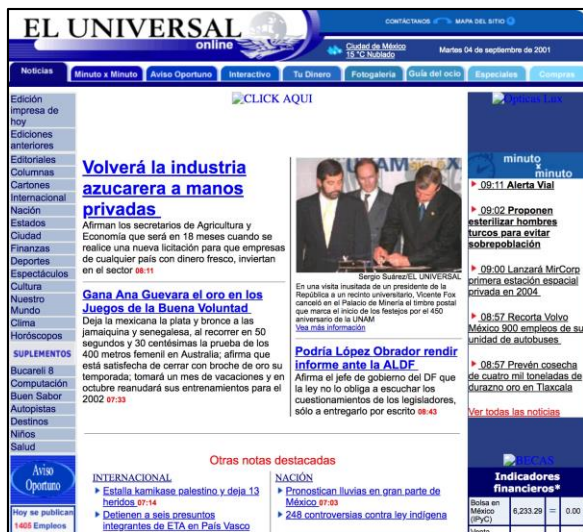 EL UNIVERSAL
online
CONTÁCTANOS
MAPA DEL SITIO
Ciudad de México
15 °C Nublado
Martes 04 de septiembre de 2001
Noticias
Minuto x Minuto
Aviso Oportuno
Interactivo
Tu Dinero
Fotogalería
Guía del ocio
Especiales
Compras
Edición
impresa de
hoy
Ediciones
anteriores
Editoriales
Columnas
Cartones
Internacional
Nación
Estados
Ciudad
Finanzas
Deportes
Espectáculos
Cultura
Nuestro
Mundo
Clima
Horóscopos
SUPLEMENTOS
Bucareli 8
Computación
Buen Sabor
Autopistas
Destinos
Niños
Salud
Aviso
Oportuno
Hoy se publican
1405 Empleos
CLICK AQUI
Volverá la industria
azucarera a manos
privadas
Afirman los secretarios de Agricultura y
Economía que será en 18 meses cuando se
realice una nueva licitación para que empresas
de cualquier país con dinero fresco, inviertan
en el sector 08:11
Gana Ana Guevara el oro en los
Juegos de la Buena Voluntad
Deja la mexicana la plata y bronce a las
jamaiquina y senegalesa, al recorrer en 50
segundos y 30 centésimas la prueba de los
400 metros femenil en Australia; afirma que
está satisfecha de cerrar con broche de oro su
temporada; tomará un mes de vacaciones y en
octubre reanudará sus entrenamientos para el
2002 07:33
Sergio Suárez/EL UNIVERSAL
En una visita inusitada de un presidente de la
República a un recinto universitario, Vicente Fox
canceló en el Palacio de Minería el timbre postal
que marca el inicio de los festejos por el 450
aniversario de la UNAM
Vea más información
Podría López Obrador rendir
informe ante la ALDF
Afirma el jefe de gobierno del DF que
la ley no lo obliga a escuchar los
cuestionamientos de los legisladores,
sólo a entregarlo por escrito 08:43
Otras notas destacadas
INTERNACIONAL
Estalla kamikase palestino y deja 13
heridos 07:14
Detienen a seis presuntos
integrantes de ETA en País Vasco
NACIÓN
Pronostican lluvias en gran parte de
México 07:03
248 controversias contra ley indígena
Opticas Lux
minuto
x
minuto
09:11 Alerta Vial
09:02 Proponen
esterilizar hombres
turcos para evitar
sobrepoblación
09:00 Lanzará MirCorp
primera estación espacial
privada en 2004
08:57 Recorta Volvo
México 900 empleos de su
unidad de autobuses
08:57 Prevén cosecha
de cuatro mil toneladas de
durazno oro en Tlaxcala
Ver todas las noticias
BECAS
Indicadores
financieros*
Bolsa en
México
(IPyC)
6,233.29 = 0.00